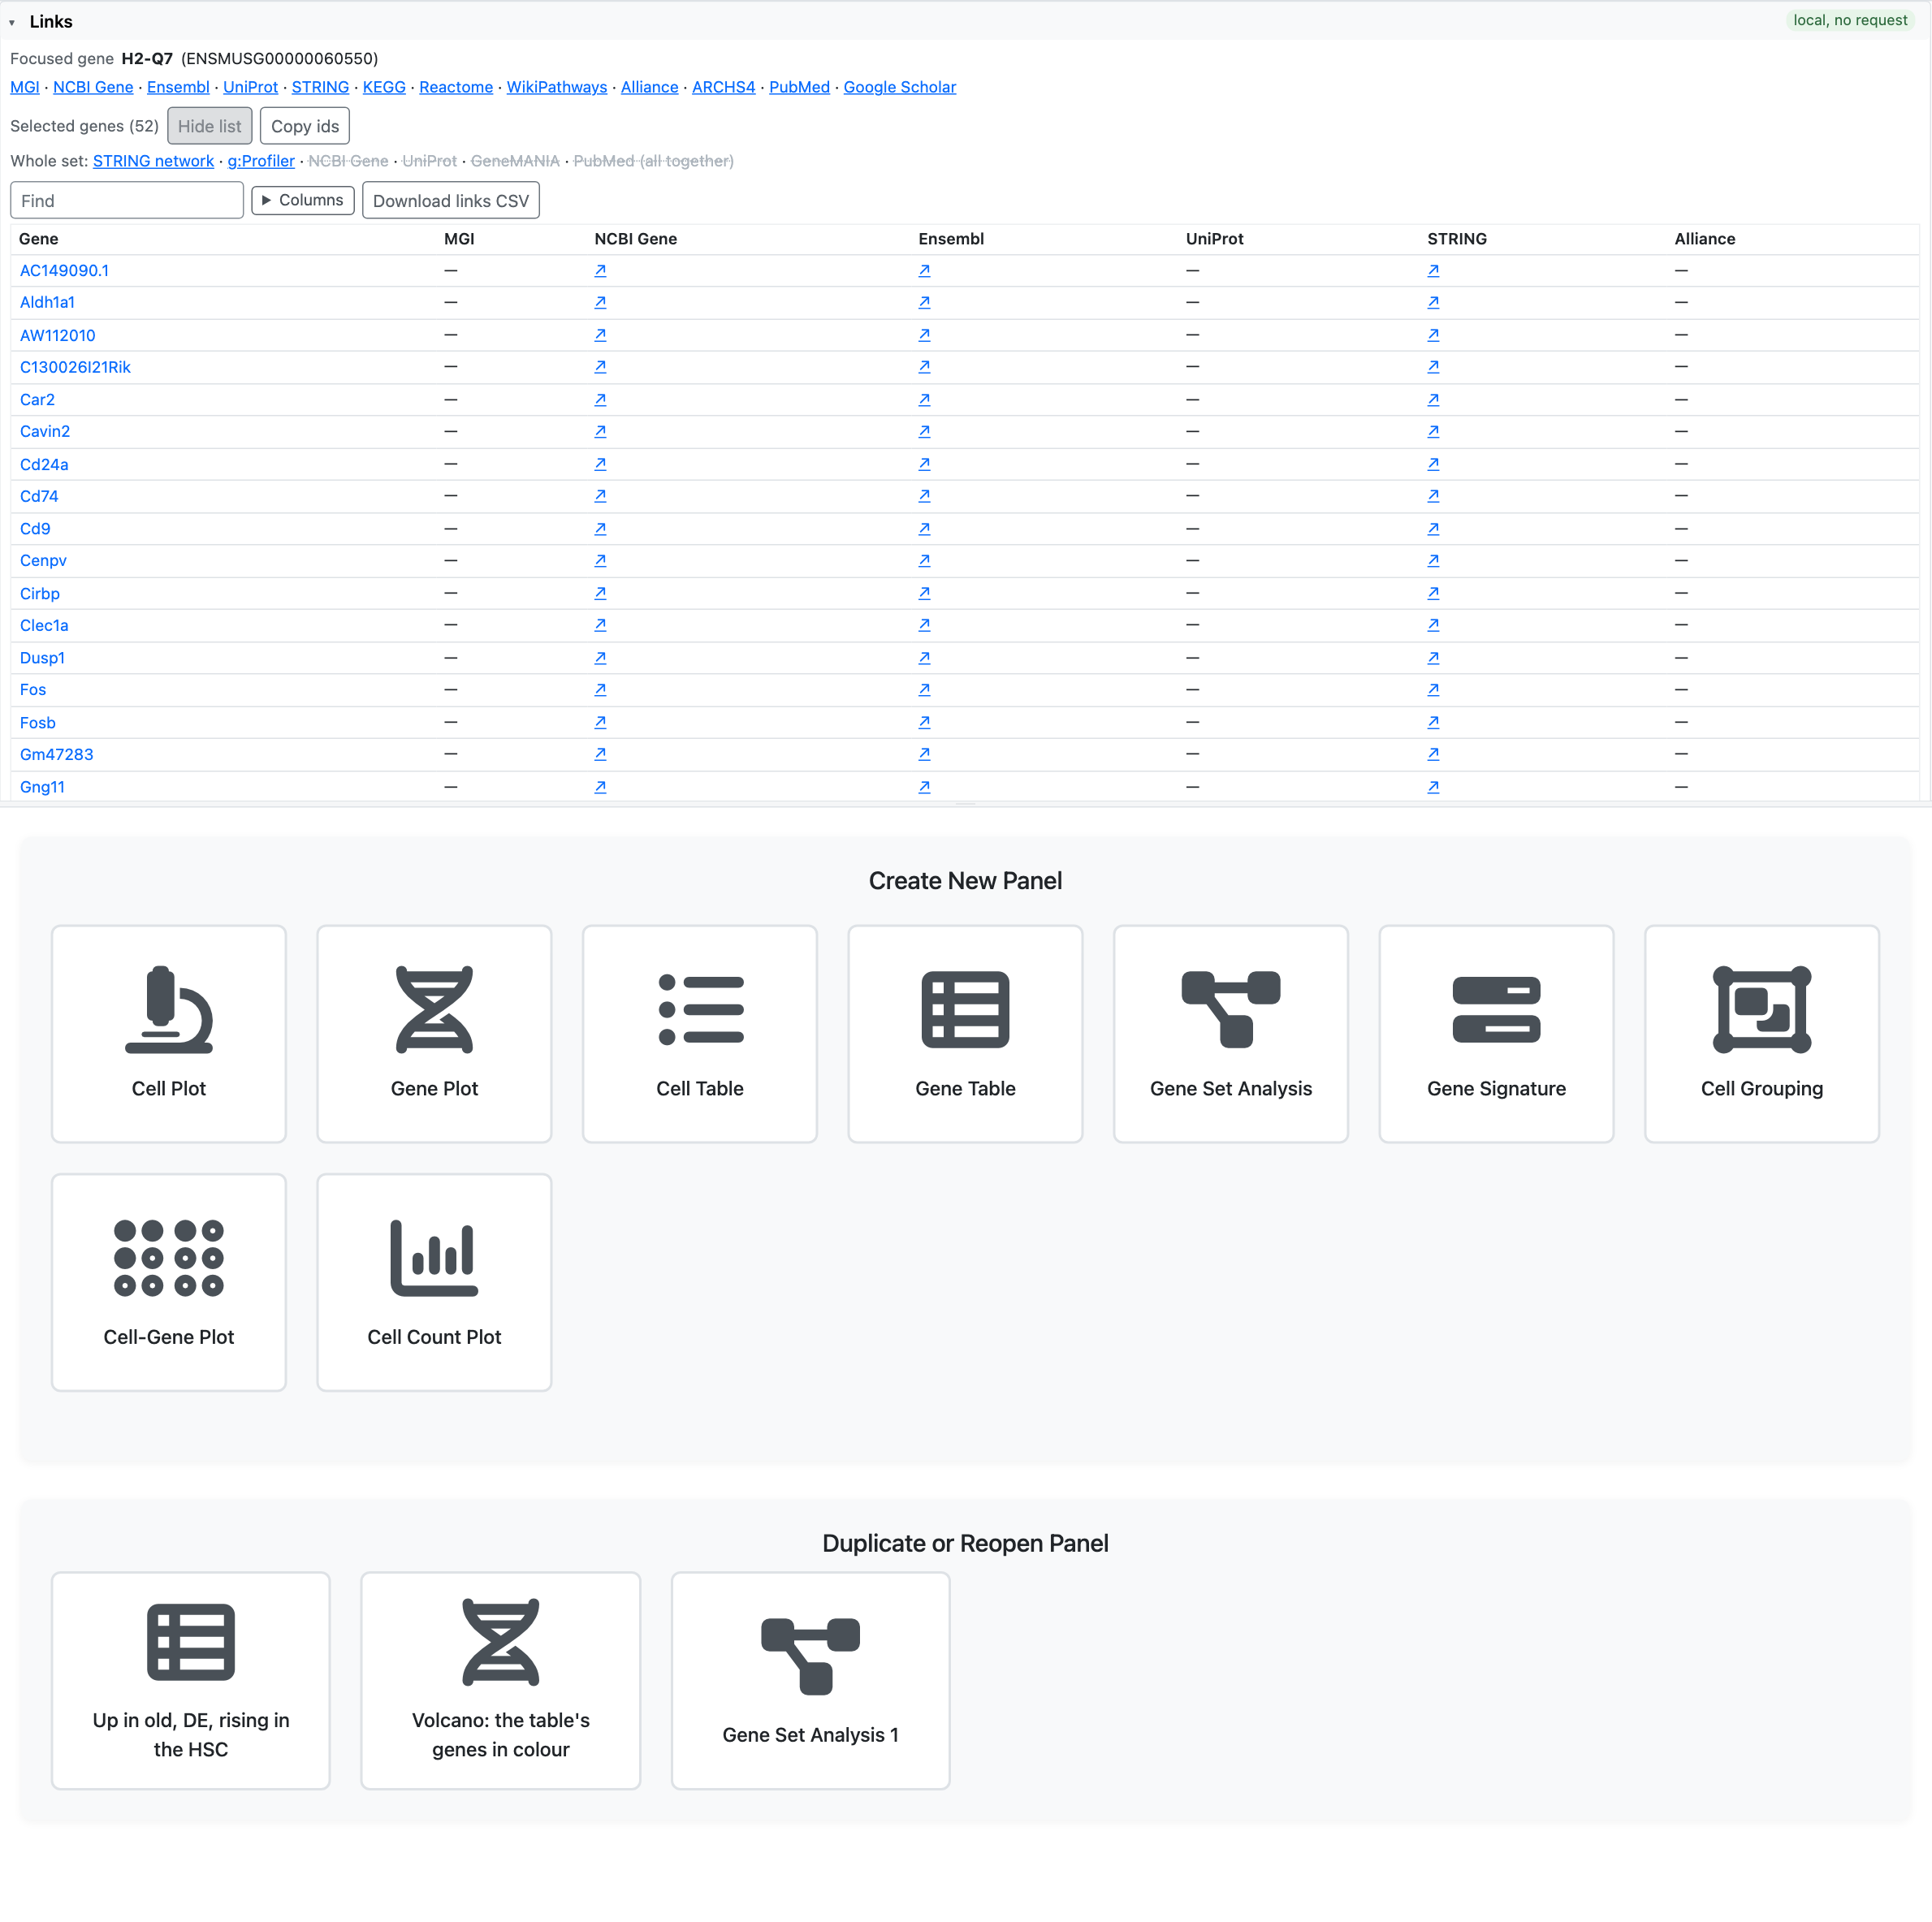 ▾ Links local, no request
Focused gene H2-Q7 (ENSMUSG00000060550)
MGI · NCBI Gene · Ensembl · UniProt · STRING · KEGG · Reactome · WikiPathways · Alliance · ARCHS4 · PubMed · Google Scholar
Selected genes (52) Hide list Copy ids
Whole set: STRING network · g:Profiler · NCBI Gene · UniProt · GeneMANIA · PubMed (all together)
Find ▶ Columns Download links CSV
Gene MGI NCBI Gene Ensembl UniProt STRING Alliance
AC149090.1 — ↗ ↗ — ↗ —
Aldh1a1 — ↗ ↗ — ↗ —
AW112010 — ↗ ↗ — ↗ —
C130026I21Rik — ↗ ↗ — ↗ —
Car2 — ↗ ↗ — ↗ —
Cavin2 — ↗ ↗ — ↗ —
Cd24a — ↗ ↗ — ↗ —
Cd74 — ↗ ↗ — ↗ —
Cd9 — ↗ ↗ — ↗ —
Cenpv — ↗ ↗ — ↗ —
Cirbp — ↗ ↗ — ↗ —
Clec1a — ↗ ↗ — ↗ —
Dusp1 — ↗ ↗ — ↗ —
Fos — ↗ ↗ — ↗ —
Fosb — ↗ ↗ — ↗ —
Gm47283 — ↗ ↗ — ↗ —
Gng11 — ↗ ↗ — ↗ —
Create New Panel
Cell Plot Gene Plot Cell Table Gene Table Gene Set Analysis Gene Signature Cell Grouping
Cell-Gene Plot Cell Count Plot
Duplicate or Reopen Panel
Up in old, DE, rising in
the HSC
Volcano: the table's
genes in colour
Gene Set Analysis 1